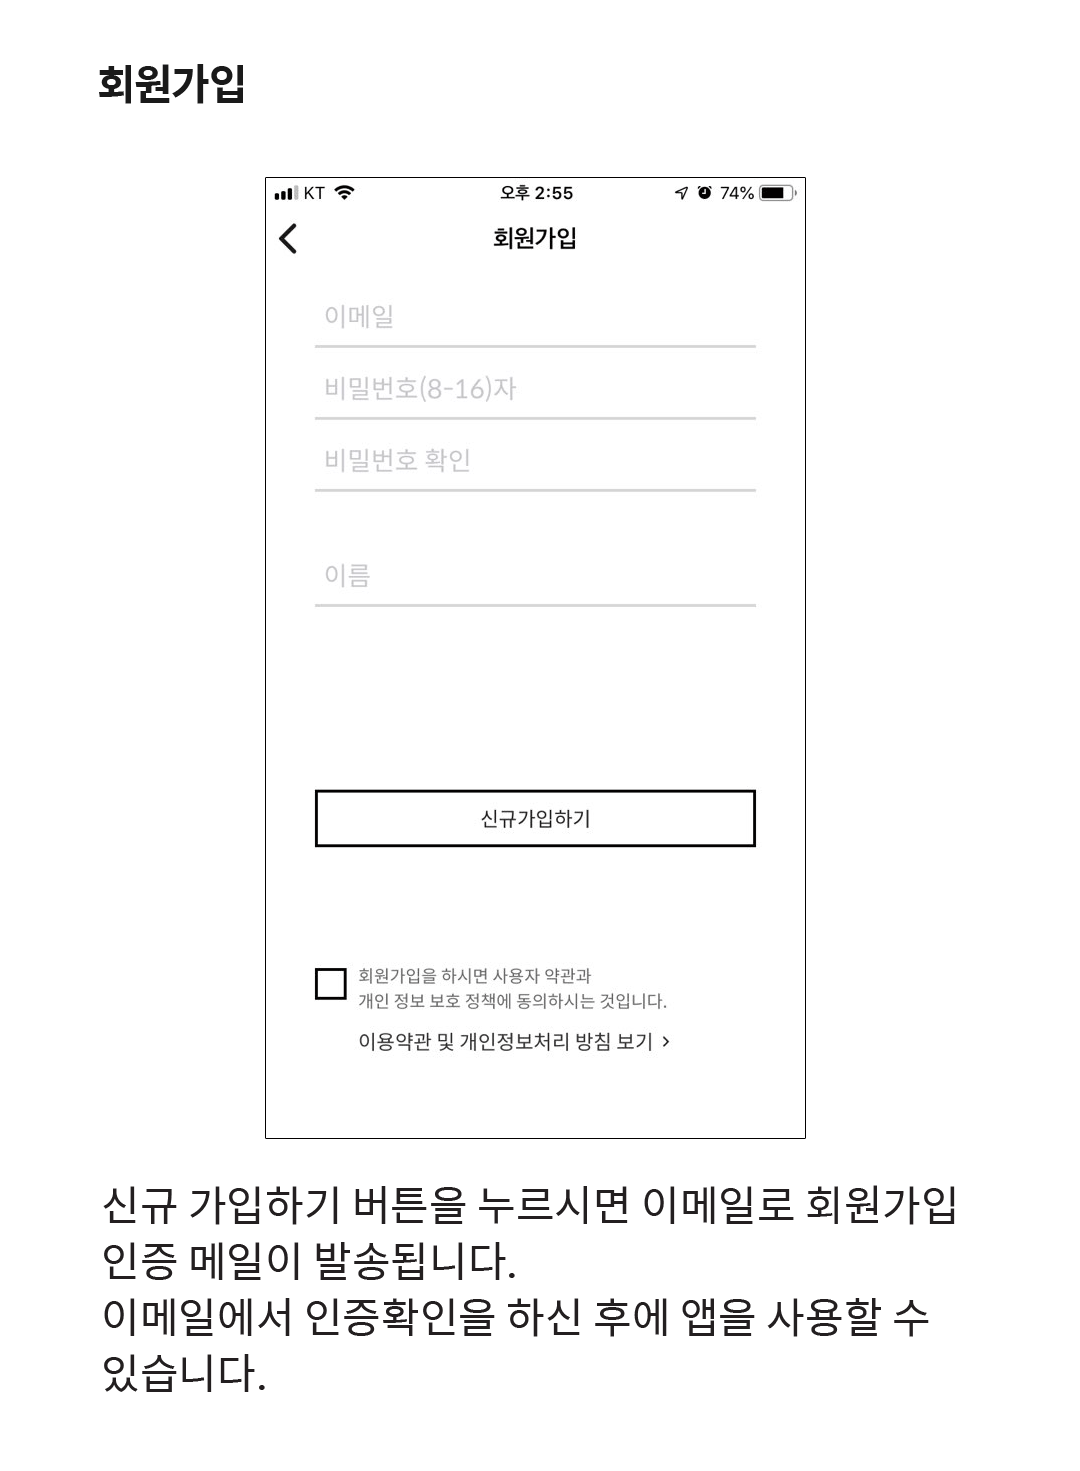 회원가입
KT 오후 2:55 74%
회원가입
이메일
비밀번호(8-16)자
비밀번호 확인
이름
신규가입하기
회원가입을 하시면 사용자 약관과
개인 정보 보호 정책에 동의하시는 것입니다.
이용약관 및 개인정보처리 방침 보기 >
신규 가입하기 버튼을 누르시면 이메일로 회원가입
인증 메일이 발송됩니다.
이메일에서 인증확인을 하신 후에 앱을 사용할 수
있습니다.